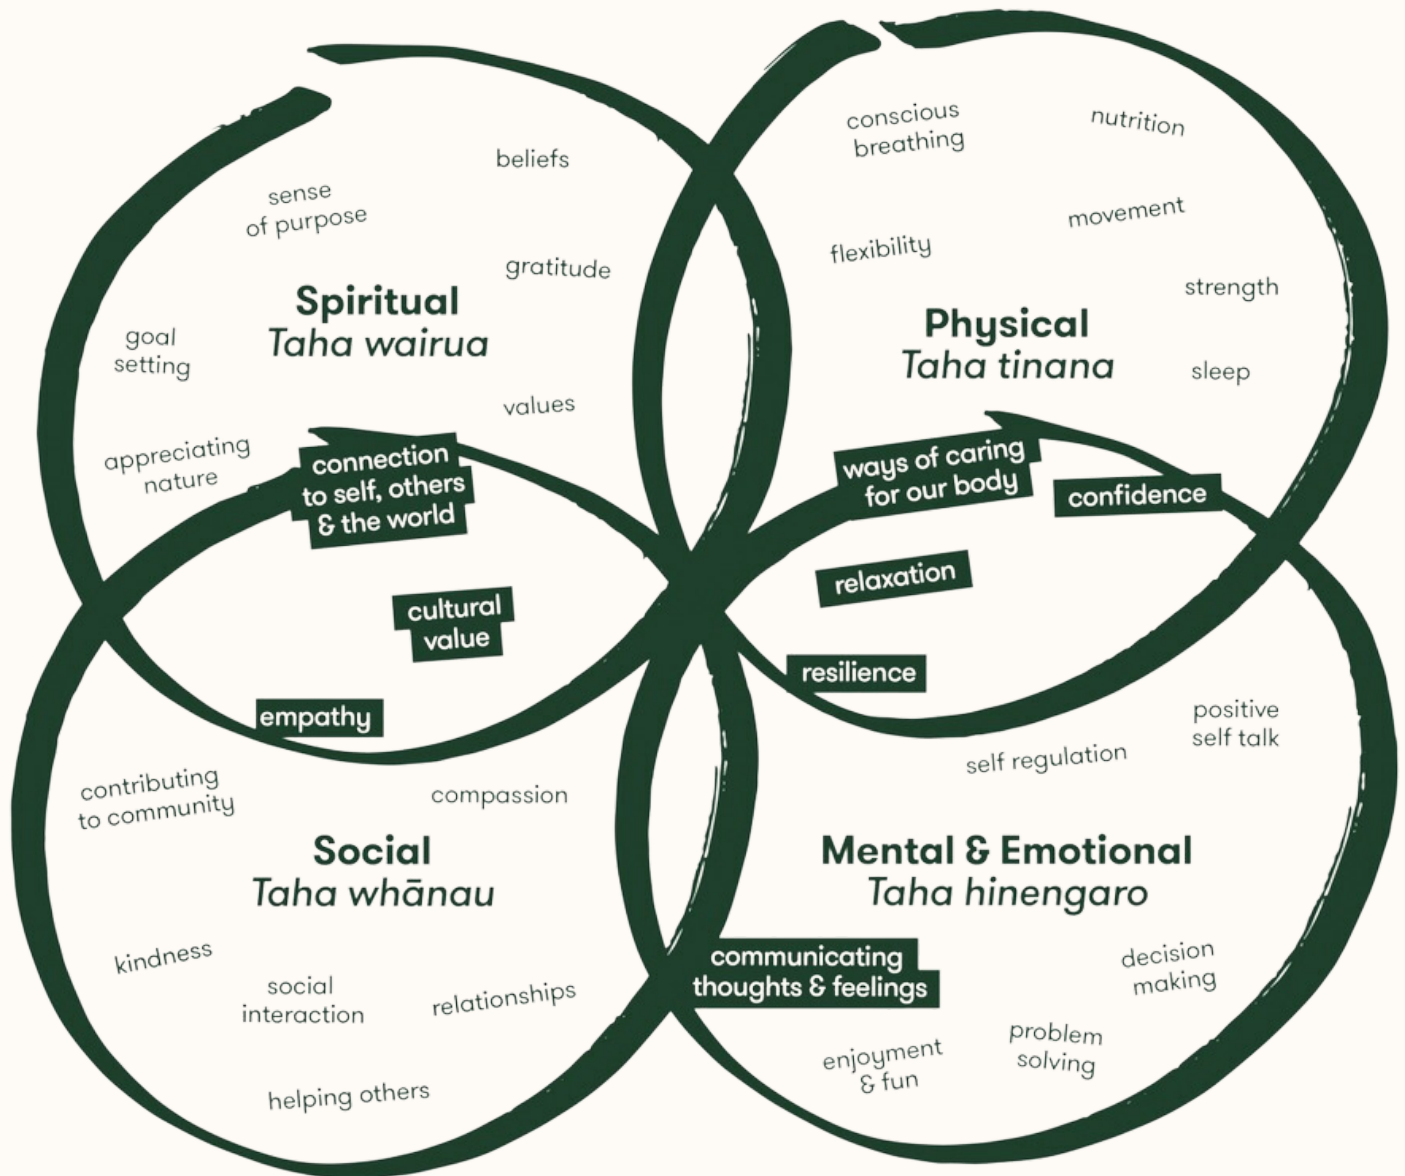 beliefs
sense
of purpose
gratitude
Spiritual
Taha wairua
goal
setting
values
appreciating
nature
conscious
breathing
nutrition
movement
flexibility
strength
Physical
Taha tinana
sleep
connection
to self, others
& the world
cultural
value
empathy
ways of caring
for our body
confidence
relaxation
resilience
contributing
to community
compassion
Social
Taha whānau
kindness
social
interaction
relationships
helping others
positive
self talk
self regulation
Mental & Emotional
Taha hinengaro
communicating
thoughts & feelings
decision
making
problem
solving
enjoyment
& fun